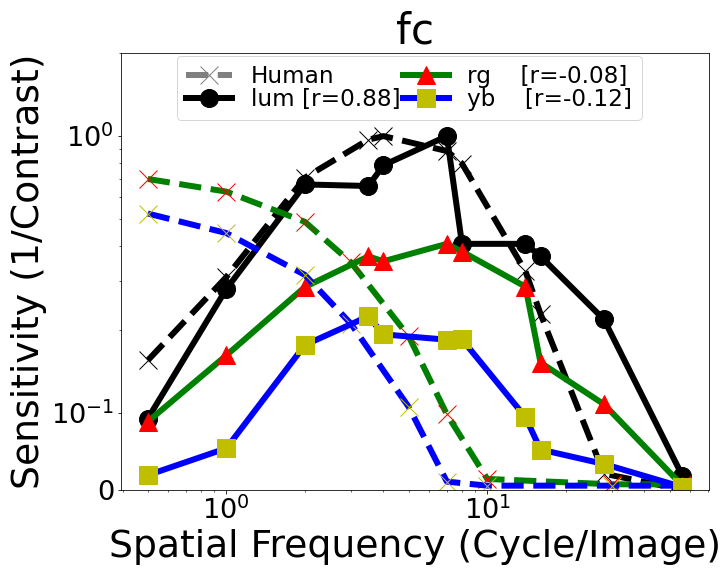 fc
Human
rg [r=-0.08]
lum [r=0.88]
yb [r=-0.12]
Sensitivity (1/Contrast)
10^0
10^-1
0
10^0
10^1
Spatial Frequency (Cycle/Image)